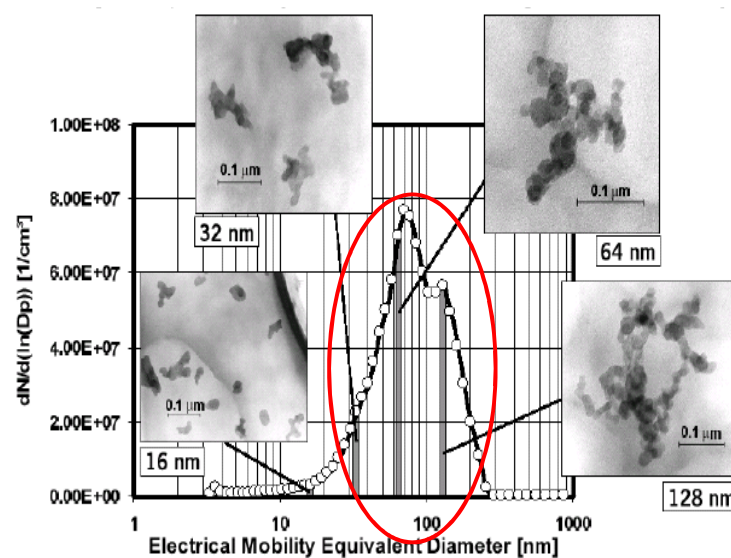 0.1 µm
32 nm
0.1 µm
64 nm
0.1 µm
16 nm
0.1 µm
128 nm
dN/d(ln(Dp)) [1/cm³]
1.00E+08
8.00E+07
6.00E+07
4.00E+07
2.00E+07
0.00E+00
1
10
100
1000
Electrical Mobility Equivalent Diameter [nm]